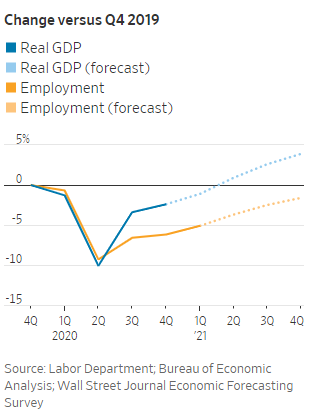 Change versus Q4 2019
Real GDP
Real GDP (forecast)
Employment
Employment (forecast)
5%
0
-5
-10
-15
4Q 1Q 2Q 3Q 4Q 1Q 2Q 3Q 4Q
2020 '21
Source: Labor Department; Bureau of Economic
Analysis; Wall Street Journal Economic Forecasting
Survey